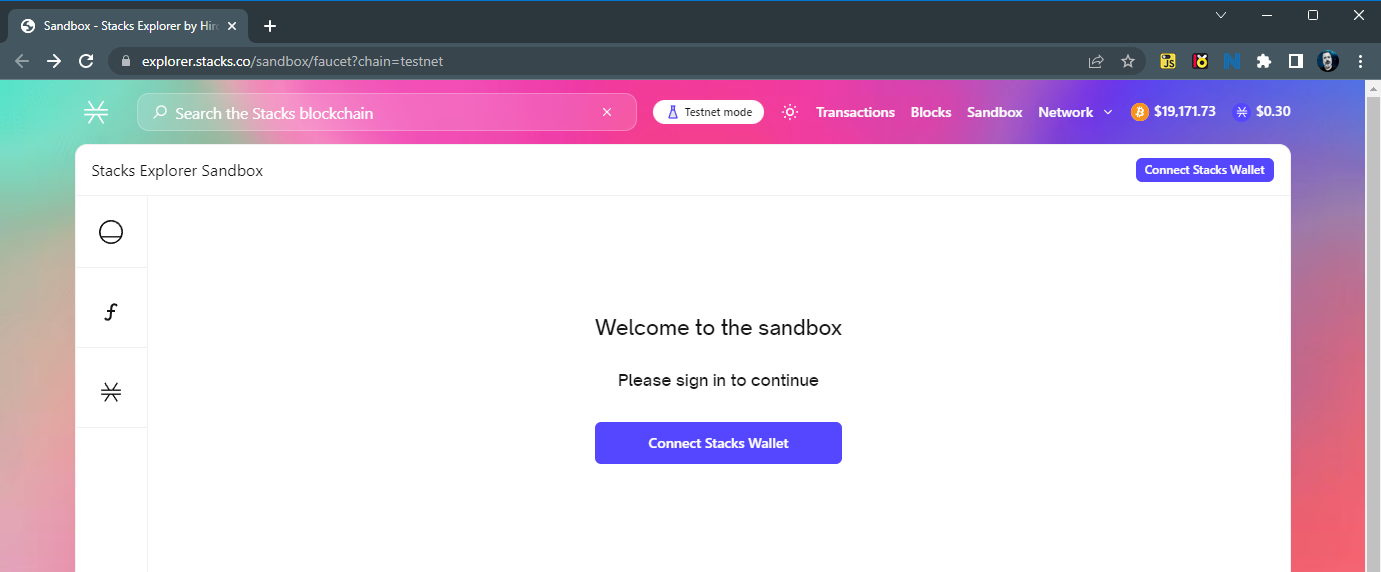 Sandbox - Stacks Explorer by Hiro
explorer.stacks.co/sandbox/faucet?chain=testnet
JS
Search the Stacks blockchain
Testnet mode
Transactions
Blocks
Sandbox
Network
$19,171.73
$0.30
Stacks Explorer Sandbox
Connect Stacks Wallet
Welcome to the sandbox
Please sign in to continue
Connect Stacks Wallet